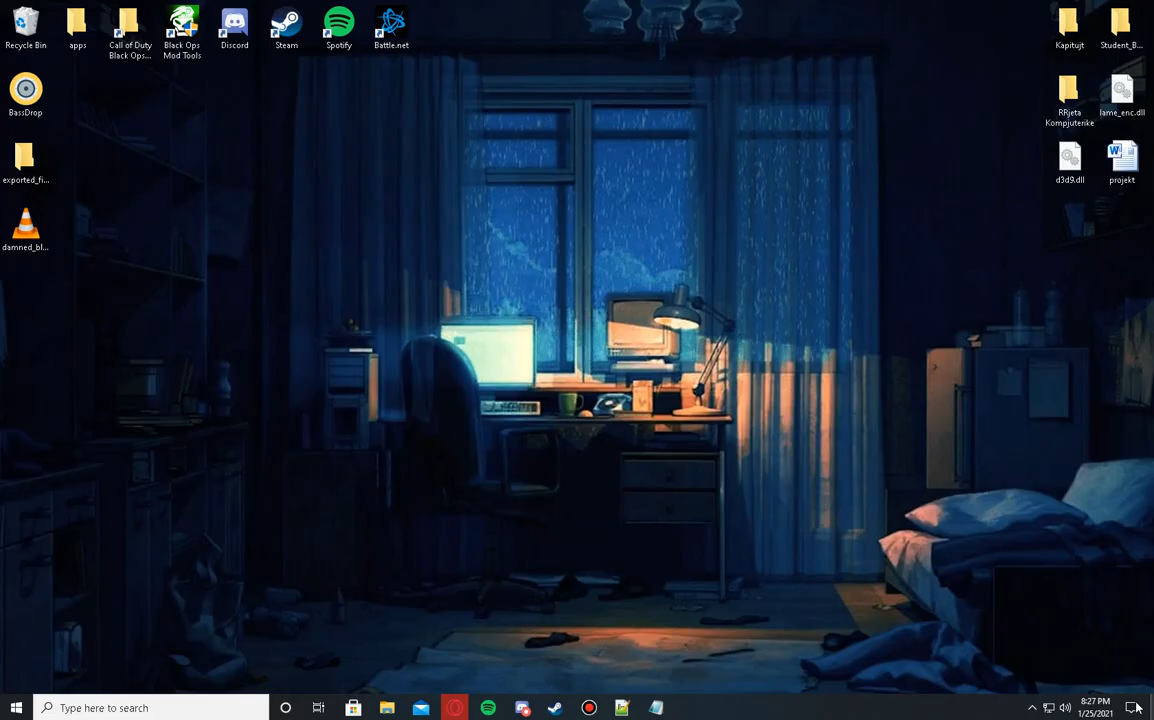 Recycle Bin
apps
Call of Duty
Black Ops...
Black Ops
Mod Tools
Discord
Steam
Spotify
Battle.net
Kapitujt
Student_B...
BassDrop
RRjeta
Kompjuterike
lame_enc.dll
exported_fi...
d3d9.dll
projekt
damned_bl...
Type here to search
8:27 PM
1/25/2021